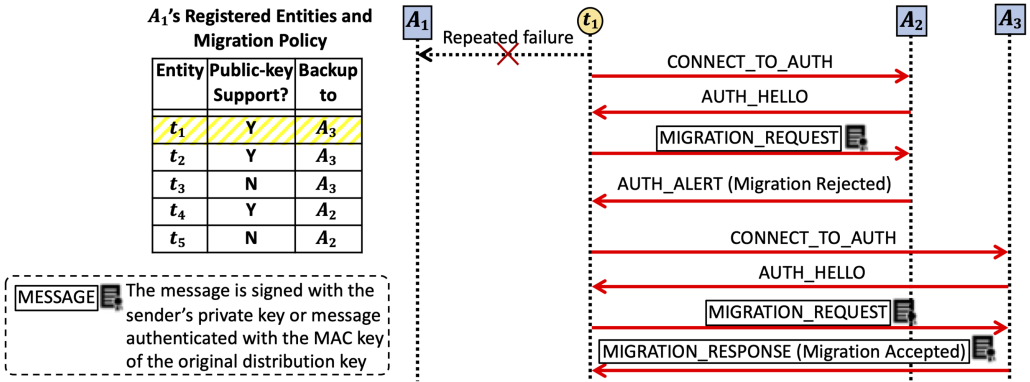 A₁'s Registered Entities and
Migration Policy
Entity Public-key Support? Backup to
t₁ Y A₃
t₂ Y A₃
t₃ N A₃
t₄ Y A₂
t₅ N A₂
MESSAGE
The message is signed with the
sender's private key or message
authenticated with the MAC key
of the original distribution key
A₁ t₁ A₂ A₃
Repeated failure
CONNECT_TO_AUTH
AUTH_HELLO
MIGRATION_REQUEST
AUTH_ALERT (Migration Rejected)
CONNECT_TO_AUTH
AUTH_HELLO
MIGRATION_REQUEST
MIGRATION_RESPONSE (Migration Accepted)